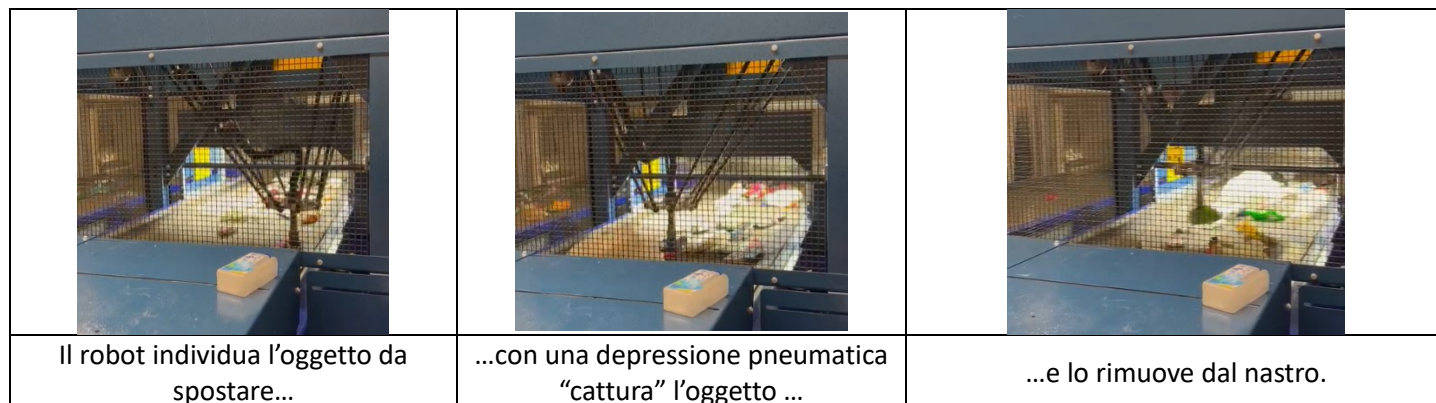 Il robot individua l’oggetto da
spostare…
…con una depressione pneumatica
“cattura” l’oggetto …
…e lo rimuove dal nastro.